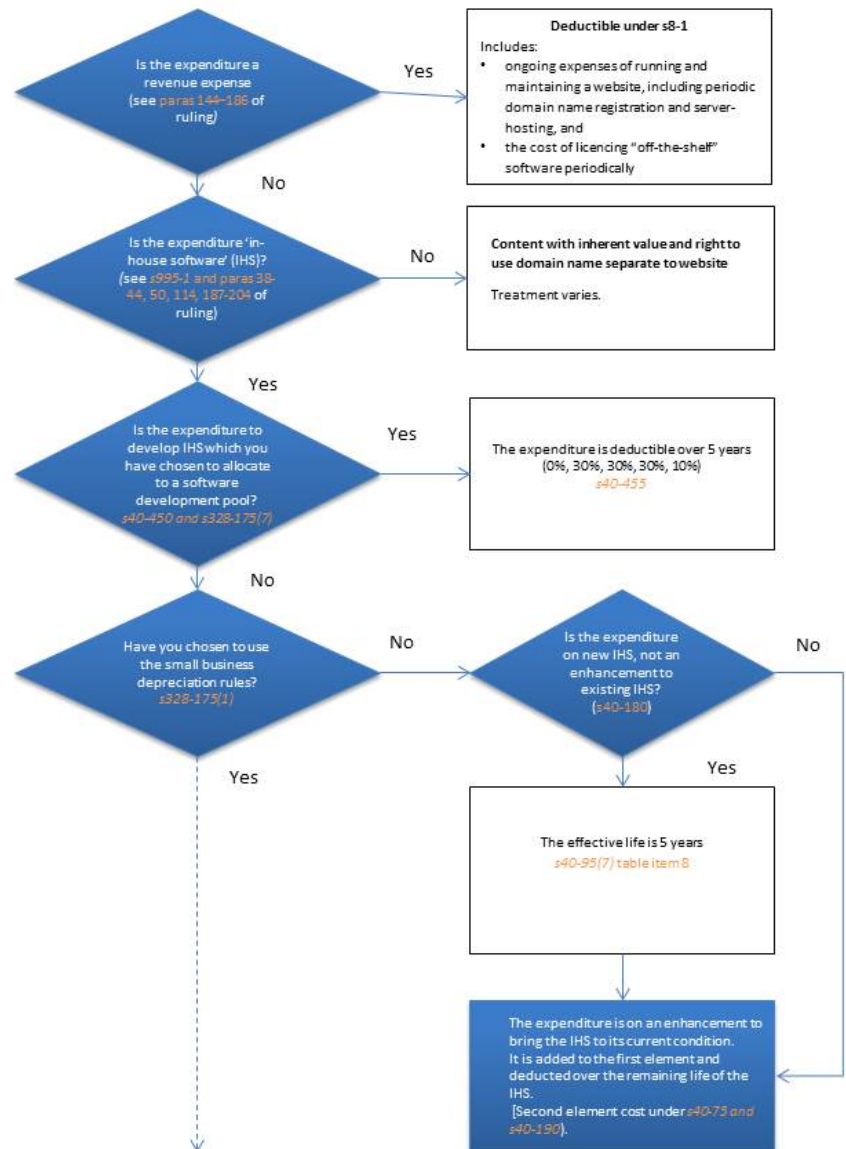 Is the expenditure a
revenue expense
(see paras 144–186 of
ruling)
Yes
Deductible under s8-1
Includes:
• ongoing expenses of running and
maintaining a website, including periodic
domain name registration and server-
hosting, and
• the cost of licencing “off-the-shelf”
software periodically
No
Is the expenditure ‘in-
house software’ (IHS)?
(see s995-1 and paras 38-
44, 50, 114, 187-204 of
ruling)
No
Content with inherent value and right to
use domain name separate to website
Treatment varies.
Yes
Is the expenditure to
develop IHS which you
have chosen to allocate
to a software
development pool?
s40-450 and s328-175(7)
Yes
The expenditure is deductible over 5 years
(0%, 30%, 30%, 30%, 10%)
s40-455
No
Have you chosen to use
the small business
depreciation rules?
s328-175(1)
No
Is the expenditure
on new IHS, not an
enhancement to
existing IHS?
(s40-180)
No
Yes
Yes
The effective life is 5 years
s40-95(7) table item 8
The expenditure is on an enhancement to
bring the IHS to its current condition.
It is added to the first element and
deducted over the remaining life of the
IHS.
[Second element cost under s40-75 and
s40-190).